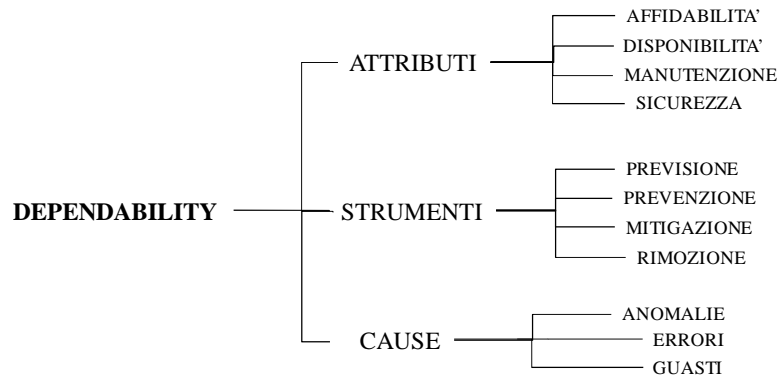 AFFIDABILITA’
DISPONIBILITA’
ATTRIBUTI
MANUTENZIONE
SICUREZZA
PREVISIONE
PREVENZIONE
DEPENDABILITY
STRUMENTI
MITIGAZIONE
RIMOZIONE
ANOMALIE
CAUSE
ERRORI
GUASTI